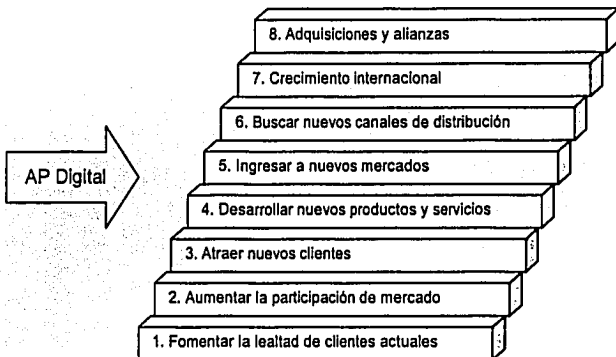 8. Adquisiciones y alianzas
7. Crecimiento internacional
6. Buscar nuevos canales de distribución
5. Ingresar a nuevos mercados
AP Digital
4. Desarrollar nuevos productos y servicios
3. Atraer nuevos clientes
2. Aumentar la participación de mercado
1. Fomentar la lealtad de clientes actuales